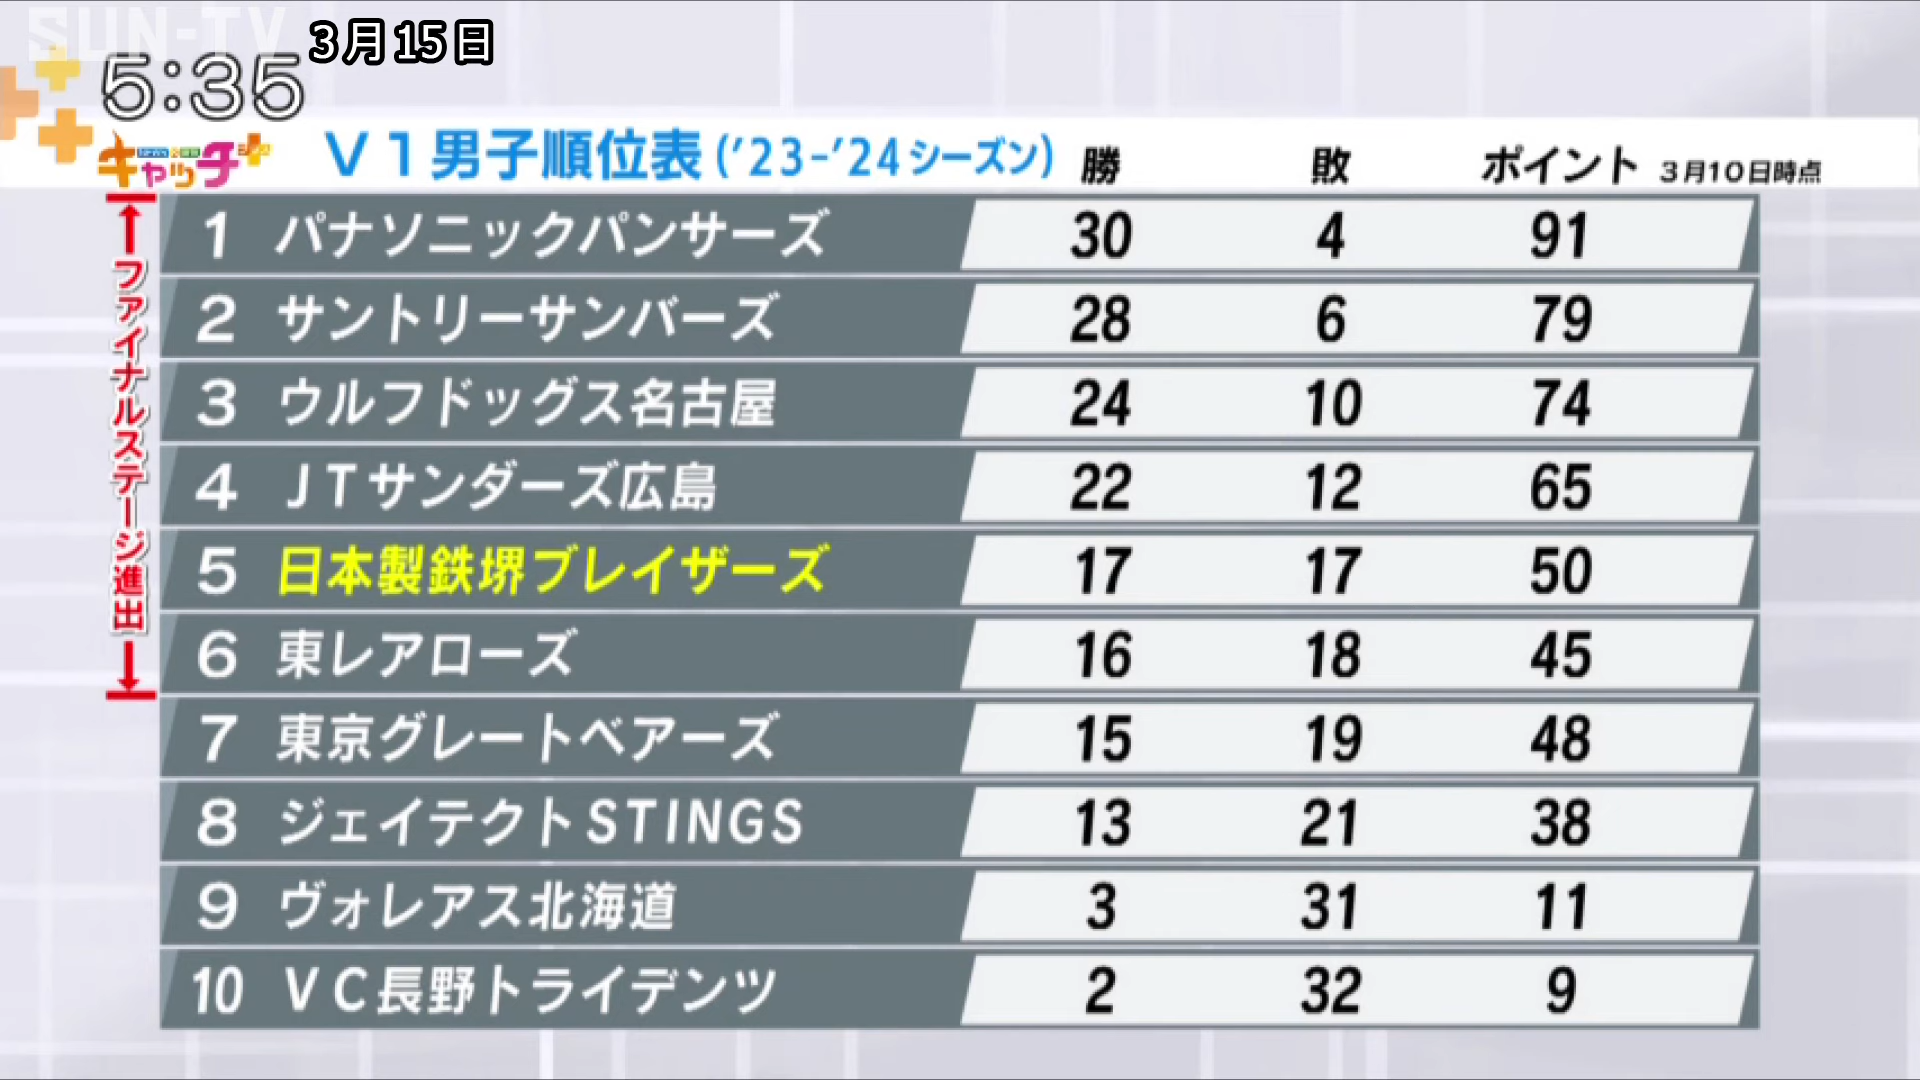 SUN-TV
3月15日
5:35
キャッチ+
V1男子順位表('23-'24シーズン) 勝 敗 ポイント 3月10日時点
ファイナルステージ進出
1 パナソニックパンサーズ 30 4 91
2 サントリーサンバーズ 28 6 79
3 ウルフドッグス名古屋 24 10 74
4 JTサンダーズ広島 22 12 65
5 日本製鉄堺ブレイザーズ 17 17 50
6 東レアローズ 16 18 45
7 東京グレートベアーズ 15 19 48
8 ジェイテクトSTINGS 13 21 38
9 ヴォレアス北海道 3 31 11
10 VC長野トライデンツ 2 32 9